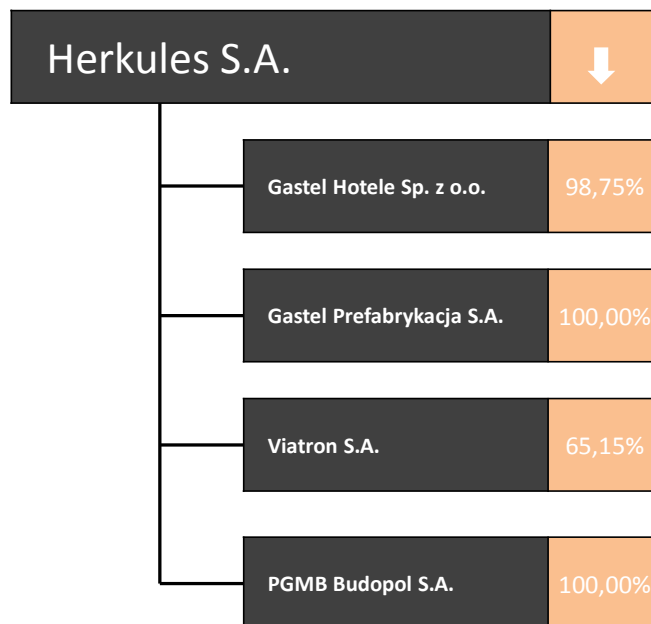 Herkules S.A.
Gastel Hotele Sp. z o.o.
98,75%
Gastel Prefabrykacja S.A.
100,00%
Viatron S.A.
65,15%
PGMB Budopol S.A.
100,00%